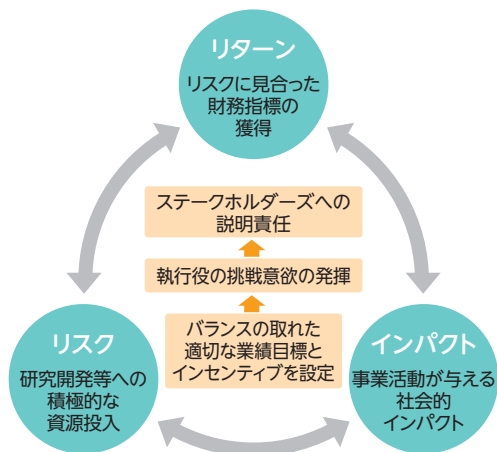 リターン
リスクに見合った
財務指標の
獲得
ステークホルダーズへの
説明責任
執行役の挑戦意欲の発揮
バランスの取れた
適切な業績目標と
インセンティブを設定
リスク
研究開発等への
積極的な
資源投入
インパクト
事業活動が与える
社会的
インパクト